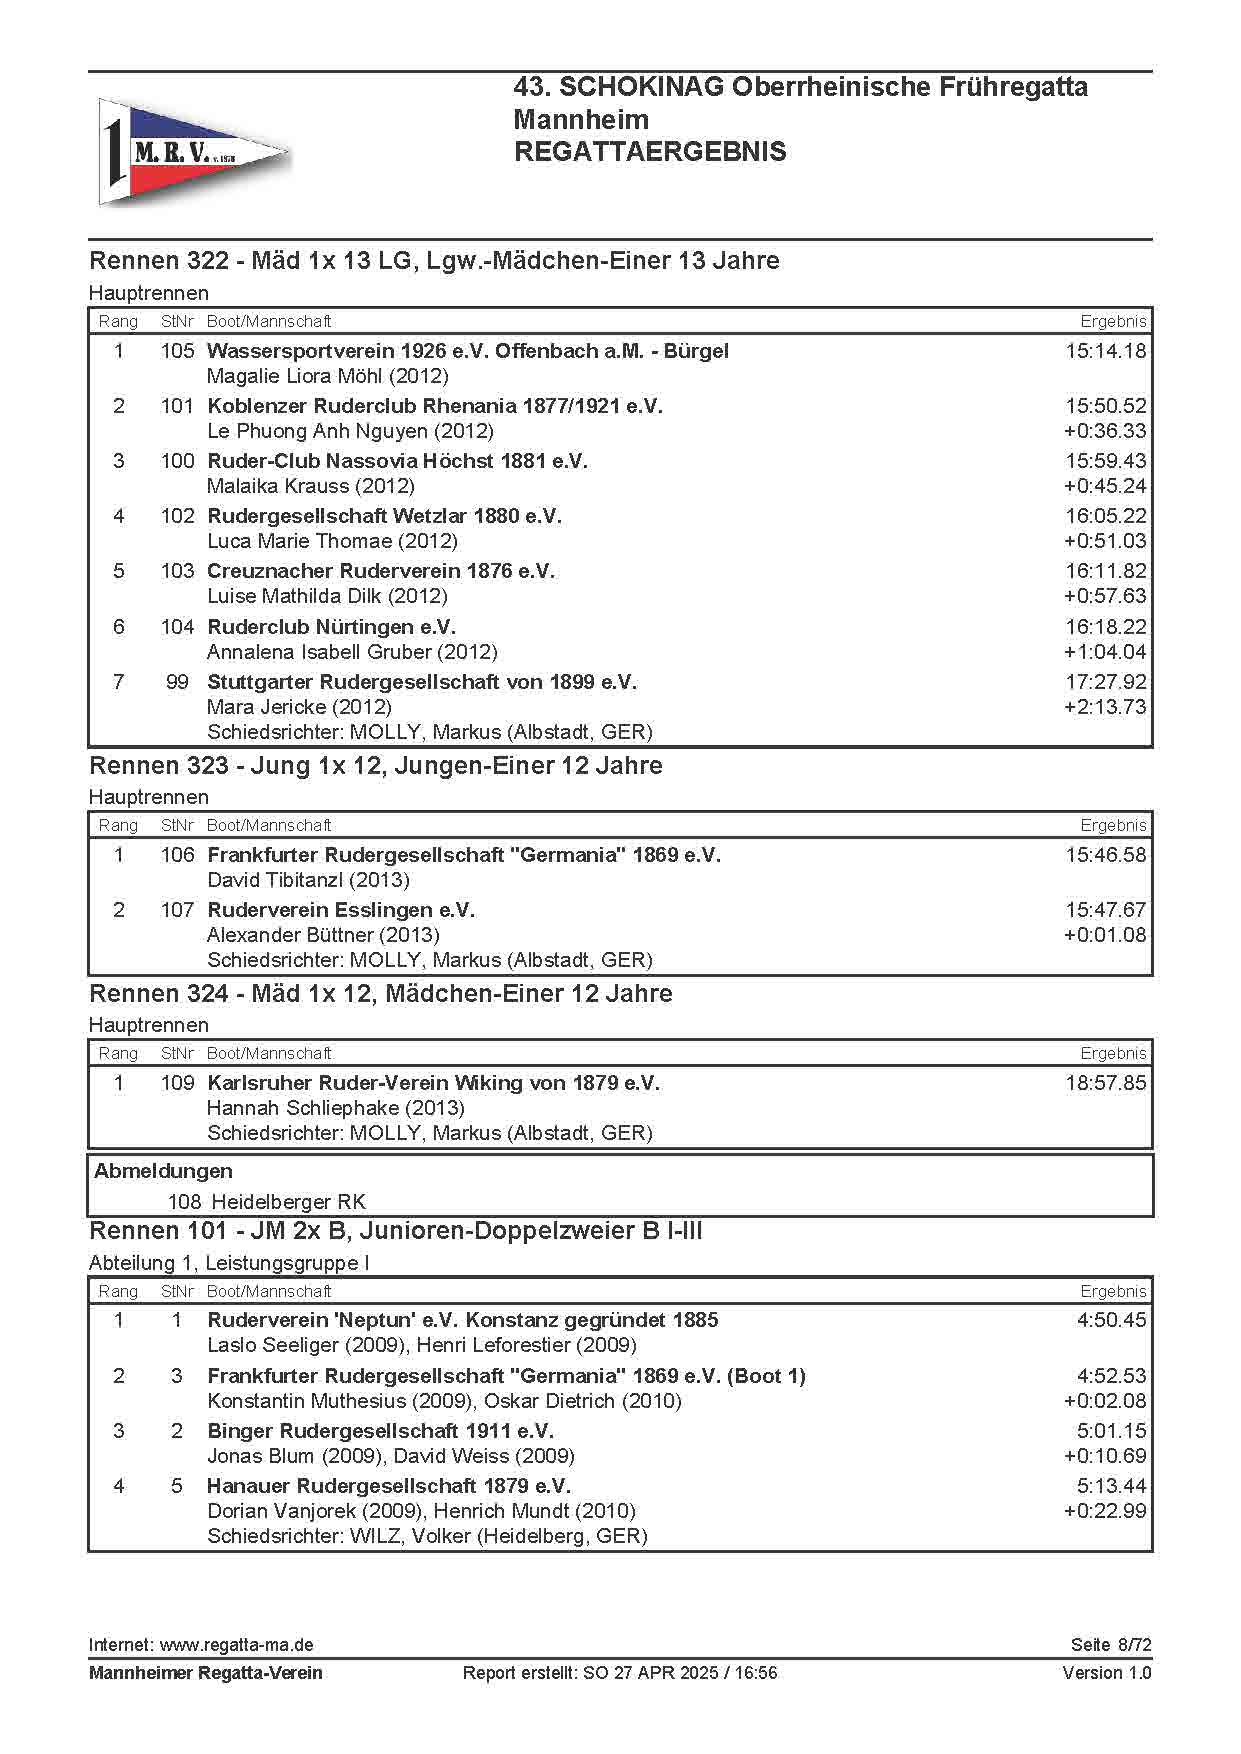 43. SCHOKINAG Oberrheinische Frühregatta
Mannheim
REGATTAERGEBNIS
1 M. R. V. v. 1878
Rennen 322 - Mäd 1x 13 LG, Lgw.-Mädchen-Einer 13 Jahre
Hauptrennen
Rang StNr Boot/Mannschaft Ergebnis
1 105 Wassersportverein 1926 e.V. Offenbach a.M. - Bürgel 15:14.18
Magalie Liora Möhl (2012)
2 101 Koblenzer Ruderclub Rhenania 1877/1921 e.V. 15:50.52
Le Phuong Anh Nguyen (2012) +0:36.33
3 100 Ruder-Club Nassovia Höchst 1881 e.V. 15:59.43
Malaika Krauss (2012) +0:45.24
4 102 Rudergesellschaft Wetzlar 1880 e.V. 16:05.22
Luca Marie Thomae (2012) +0:51.03
5 103 Creuznacher Ruderverein 1876 e.V. 16:11.82
Luise Mathilda Dilk (2012) +0:57.63
6 104 Ruderclub Nürtingen e.V. 16:18.22
Annalena Isabell Gruber (2012) +1:04.04
7 99 Stuttgarter Rudergesellschaft von 1899 e.V. 17:27.92
Mara Jericke (2012) +2:13.73
Schiedsrichter: MOLLY, Markus (Albstadt, GER)
Rennen 323 - Jung 1x 12, Jungen-Einer 12 Jahre
Hauptrennen
Rang StNr Boot/Mannschaft Ergebnis
1 106 Frankfurter Rudergesellschaft "Germania" 1869 e.V. 15:46.58
David Tibitanzl (2013)
2 107 Ruderverein Esslingen e.V. 15:47.67
Alexander Büttner (2013) +0:01.08
Schiedsrichter: MOLLY, Markus (Albstadt, GER)
Rennen 324 - Mäd 1x 12, Mädchen-Einer 12 Jahre
Hauptrennen
Rang StNr Boot/Mannschaft Ergebnis
1 109 Karlsruher Ruder-Verein Wiking von 1879 e.V. 18:57.85
Hannah Schliephake (2013)
Schiedsrichter: MOLLY, Markus (Albstadt, GER)
Abmeldungen
108 Heidelberger RK
Rennen 101 - JM 2x B, Junioren-Doppelzweier B I-III
Abteilung 1, Leistungsgruppe I
Rang StNr Boot/Mannschaft Ergebnis
1 1 Ruderverein 'Neptun' e.V. Konstanz gegründet 1885 4:50.45
Laslo Seeliger (2009), Henri Leforestier (2009)
2 3 Frankfurter Rudergesellschaft "Germania" 1869 e.V. (Boot 1) 4:52.53
Konstantin Muthesius (2009), Oskar Dietrich (2010) +0:02.08
3 2 Binger Rudergesellschaft 1911 e.V. 5:01.15
Jonas Blum (2009), David Weiss (2009) +0:10.69
4 5 Hanauer Rudergesellschaft 1879 e.V. 5:13.44
Dorian Vanjorek (2009), Henrich Mundt (2010) +0:22.99
Schiedsrichter: WILZ, Volker (Heidelberg, GER)
Internet: www.regatta-ma.de Seite 8/72
Mannheimer Regatta-Verein Report erstellt: SO 27 APR 2025 / 16:56 Version 1.0